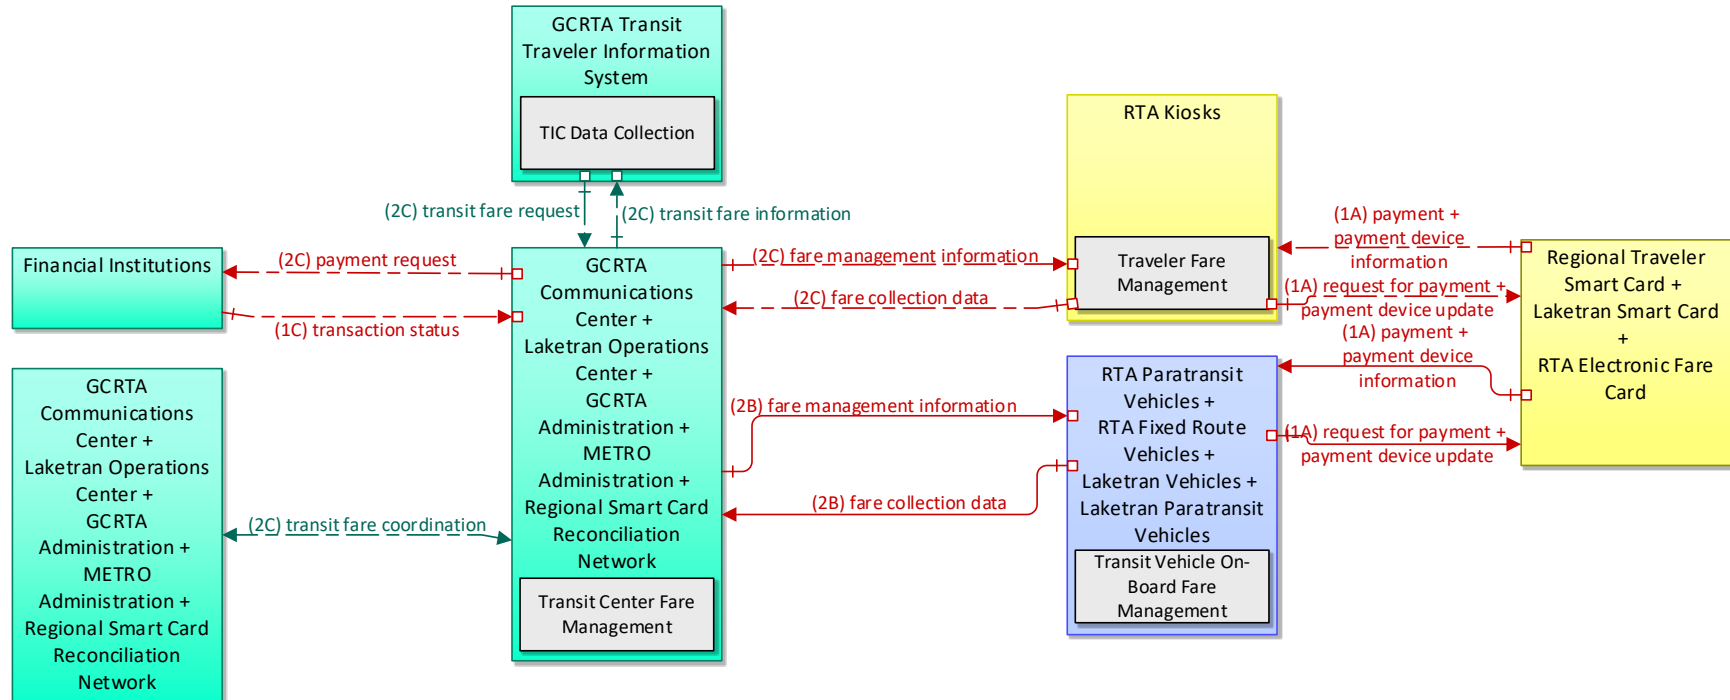 GCRTA Transit
Traveler Information
System
TIC Data Collection
(2C) transit fare request
(2C) transit fare information
Financial Institutions
(2C) payment request
(1C) transaction status
GCRTA
Communications
Center +
Laketran Operations
Center +
GCRTA
Administration +
METRO
Administration +
Regional Smart Card
Reconciliation
Network
(2C) transit fare coordination
GCRTA
Communications
Center +
Laketran Operations
Center +
GCRTA
Administration +
METRO
Administration +
Regional Smart Card
Reconciliation
Network
Transit Center Fare
Management
(2C) fare management information
(2C) fare collection data
(2B) fare management information
(2B) fare collection data
RTA Kiosks
Traveler Fare
Management
RTA Paratransit
Vehicles +
RTA Fixed Route
Vehicles +
Laketran Vehicles +
Laketran Paratransit
Vehicles
Transit Vehicle On-
Board Fare
Management
(1A) payment +
payment device
information
(1A) request for payment +
payment device update
(1A) payment +
payment device
information
(1A) request for payment +
payment device update
Regional Traveler
Smart Card +
Laketran Smart Card
+
RTA Electronic Fare
Card